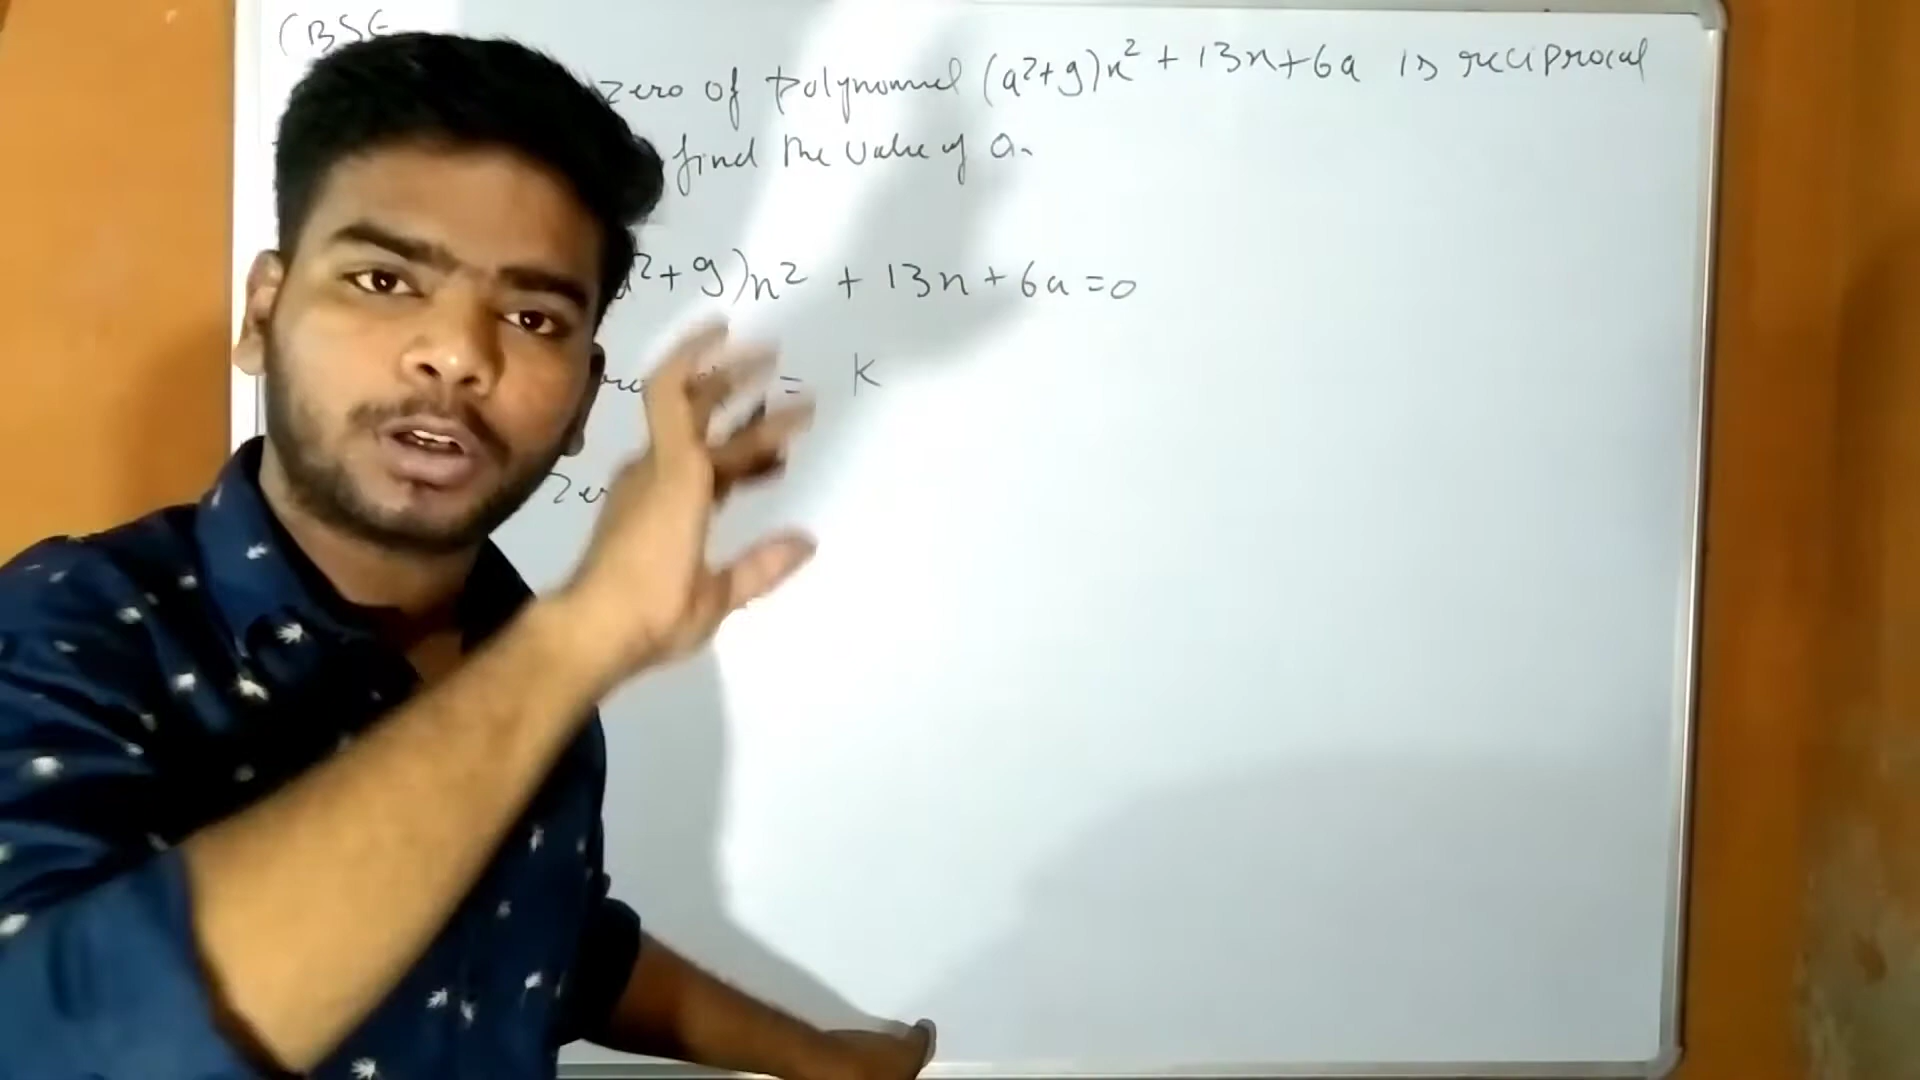 CBSE
zero of polynomial (a²+9)x² + 13x+6a is reciprocal
find the value of a.
²+9)x² + 13x+6a=0
= K